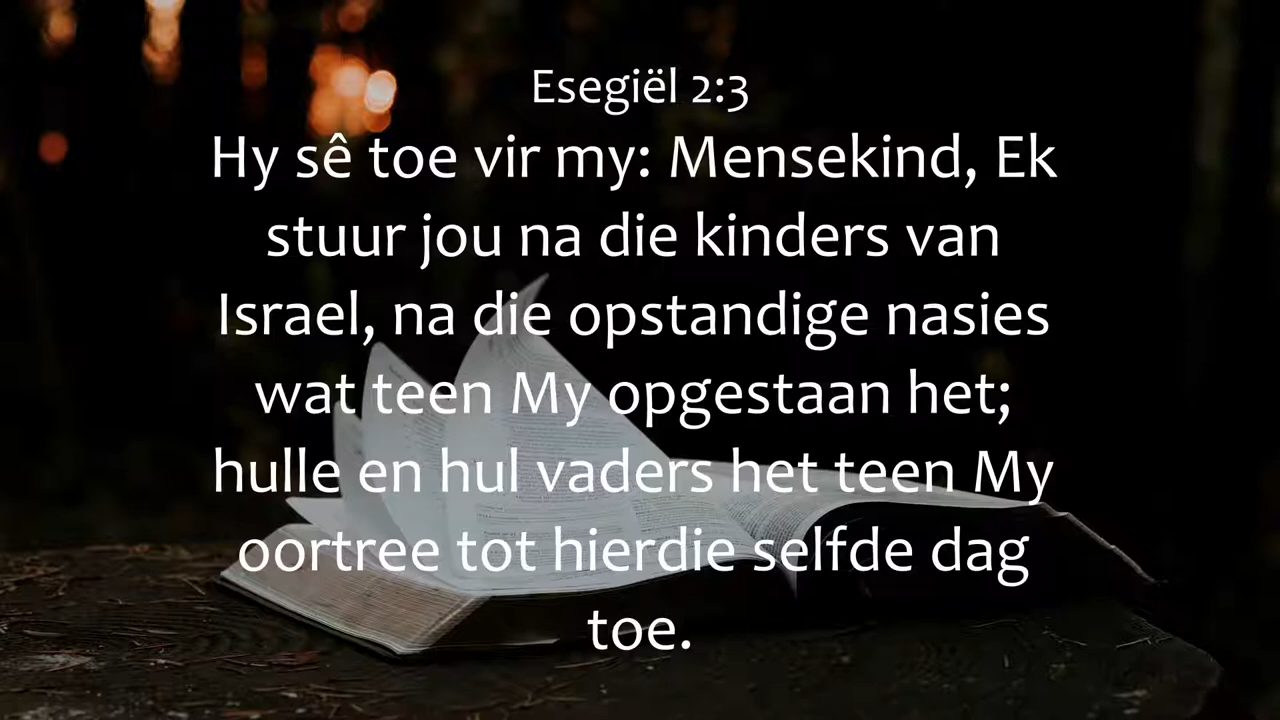 Esegiël 2:3
Hy sê toe vir my: Mensekind, Ek
stuur jou na die kinders van
Israel, na die opstandige nasies
wat teen My opgestaan het;
hulle en hul vaders het teen My
oortree tot hierdie selfde dag
toe.